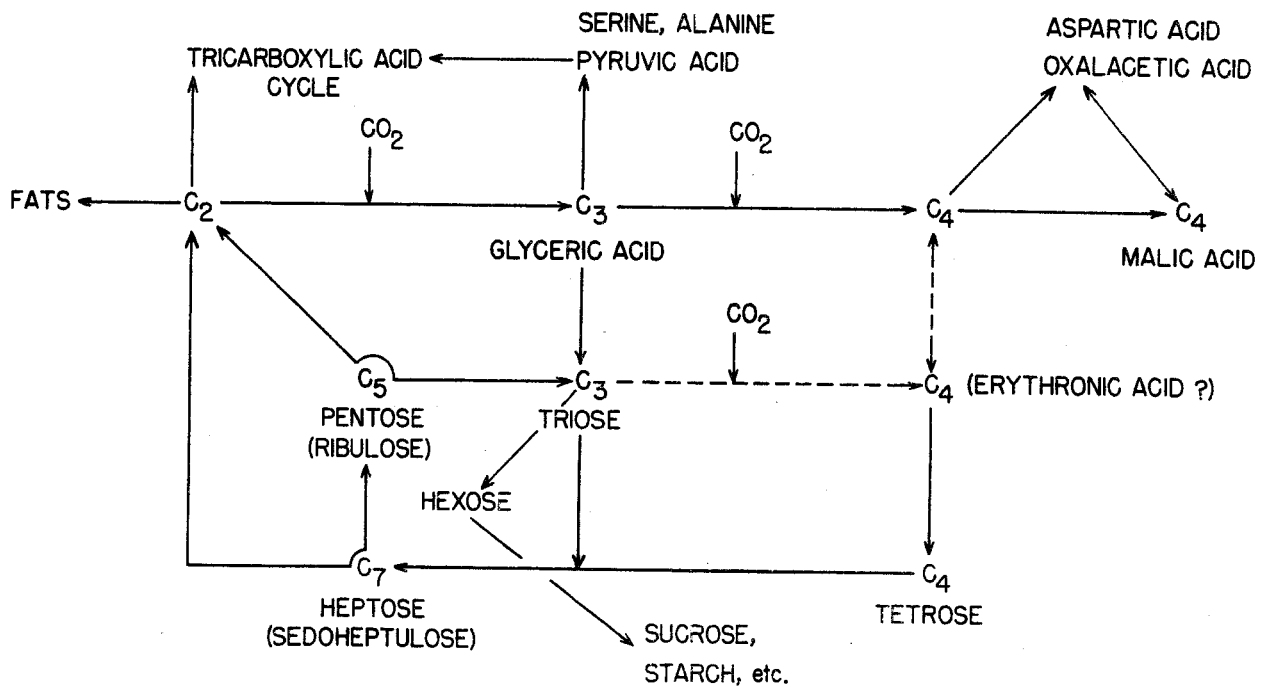 SERINE, ALANINE
PYRUVIC ACID
TRICARBOXYLIC ACID
CYCLE
ASPARTIC ACID
OXALACETIC ACID
CO2
CO2
FATS
C2
C3
GLYCERIC ACID
C4
C4
MALIC ACID
CO2
C5
PENTOSE
(RIBULOSE)
C3
TRIOSE
C4 (ERYTHRONIC ACID ?)
HEXOSE
C7
HEPTOSE
(SEDOHEPTULOSE)
C4
TETROSE
SUCROSE,
STARCH, etc.